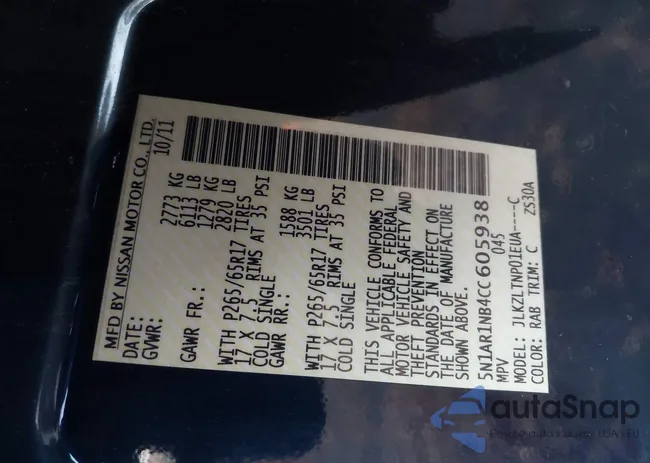 MFD BY NISSAN MOTOR CO., LTD.
DATE: 10/11
GVWR: 2773 KG
6113 LB
GAWR FR.: 1279 KG
2820 LB
WITH P265/65R17 TIRES
17 X 7.5 RIMS AT 35 PSI
COLD SINGLE
GAWR RR.: 1588 KG
3501 LB
WITH P265/65R17 TIRES
17 X 7.5 RIMS AT 35 PSI
COLD SINGLE
THIS VEHICLE CONFORMS TO
ALL APPLICABLE FEDERAL
MOTOR VEHICLE SAFETY AND
THEFT PREVENTION
STANDARDS IN EFFECT ON
THE DATE OF MANUFACTURE
SHOWN ABOVE.
5N1AR1NB4CC605938
MPV 045
MODEL: JLKZLTNPD1EUA----C
COLOR: RAB TRIM: C ZS30A
autaSnap